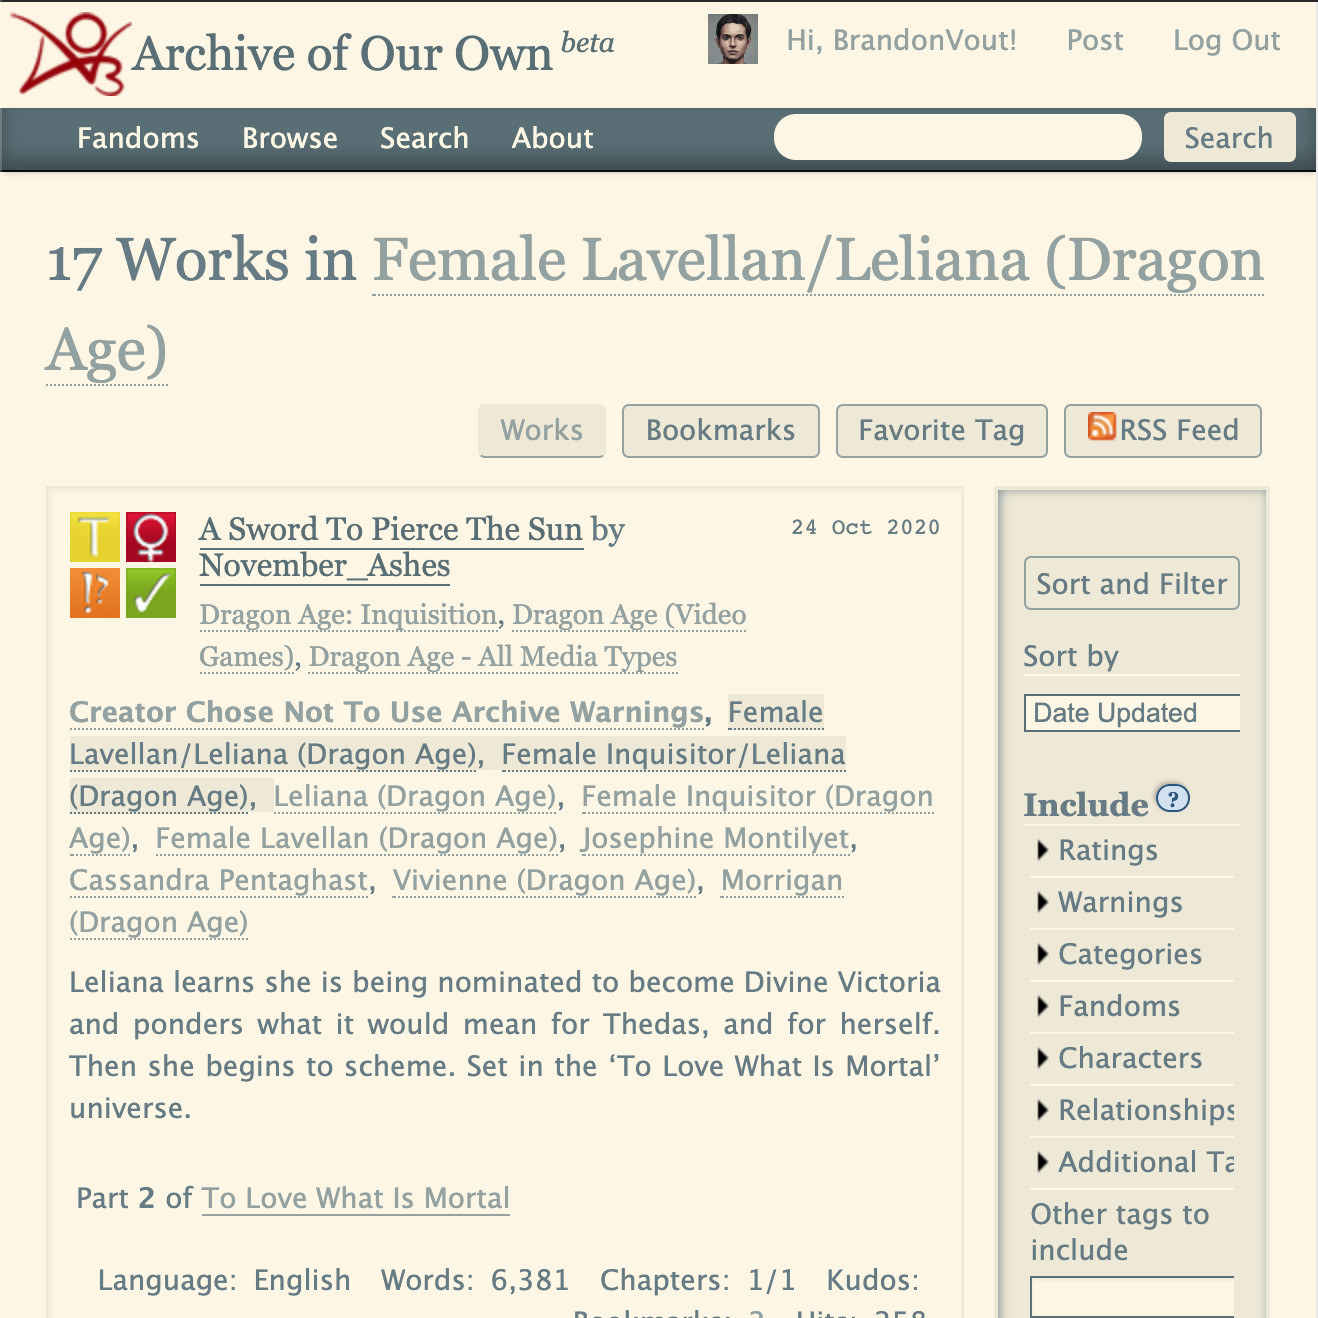 Archive of Our Own beta
Hi, BrandonVout!
Post
Log Out
Fandoms
Browse
Search
About
Search
17 Works in Female Lavellan/Leliana (Dragon
Age)
Works
Bookmarks
Favorite Tag
RSS Feed
T
!?
A Sword To Pierce The Sun by
November_Ashes
24 Oct 2020
Dragon Age: Inquisition, Dragon Age (Video
Games), Dragon Age - All Media Types
Creator Chose Not To Use Archive Warnings, Female
Lavellan/Leliana (Dragon Age), Female Inquisitor/Leliana
(Dragon Age), Leliana (Dragon Age), Female Inquisitor (Dragon
Age), Female Lavellan (Dragon Age), Josephine Montilyet,
Cassandra Pentaghast, Vivienne (Dragon Age), Morrigan
(Dragon Age)
Leliana learns she is being nominated to become Divine Victoria
and ponders what it would mean for Thedas, and for herself.
Then she begins to scheme. Set in the ‘To Love What Is Mortal’
universe.
Part 2 of To Love What Is Mortal
Language: English Words: 6,381 Chapters: 1/1 Kudos:
Sort and Filter
Sort by
Date Updated
Include ?
Ratings
Warnings
Categories
Fandoms
Characters
Relationships
Additional Ta
Other tags to
include